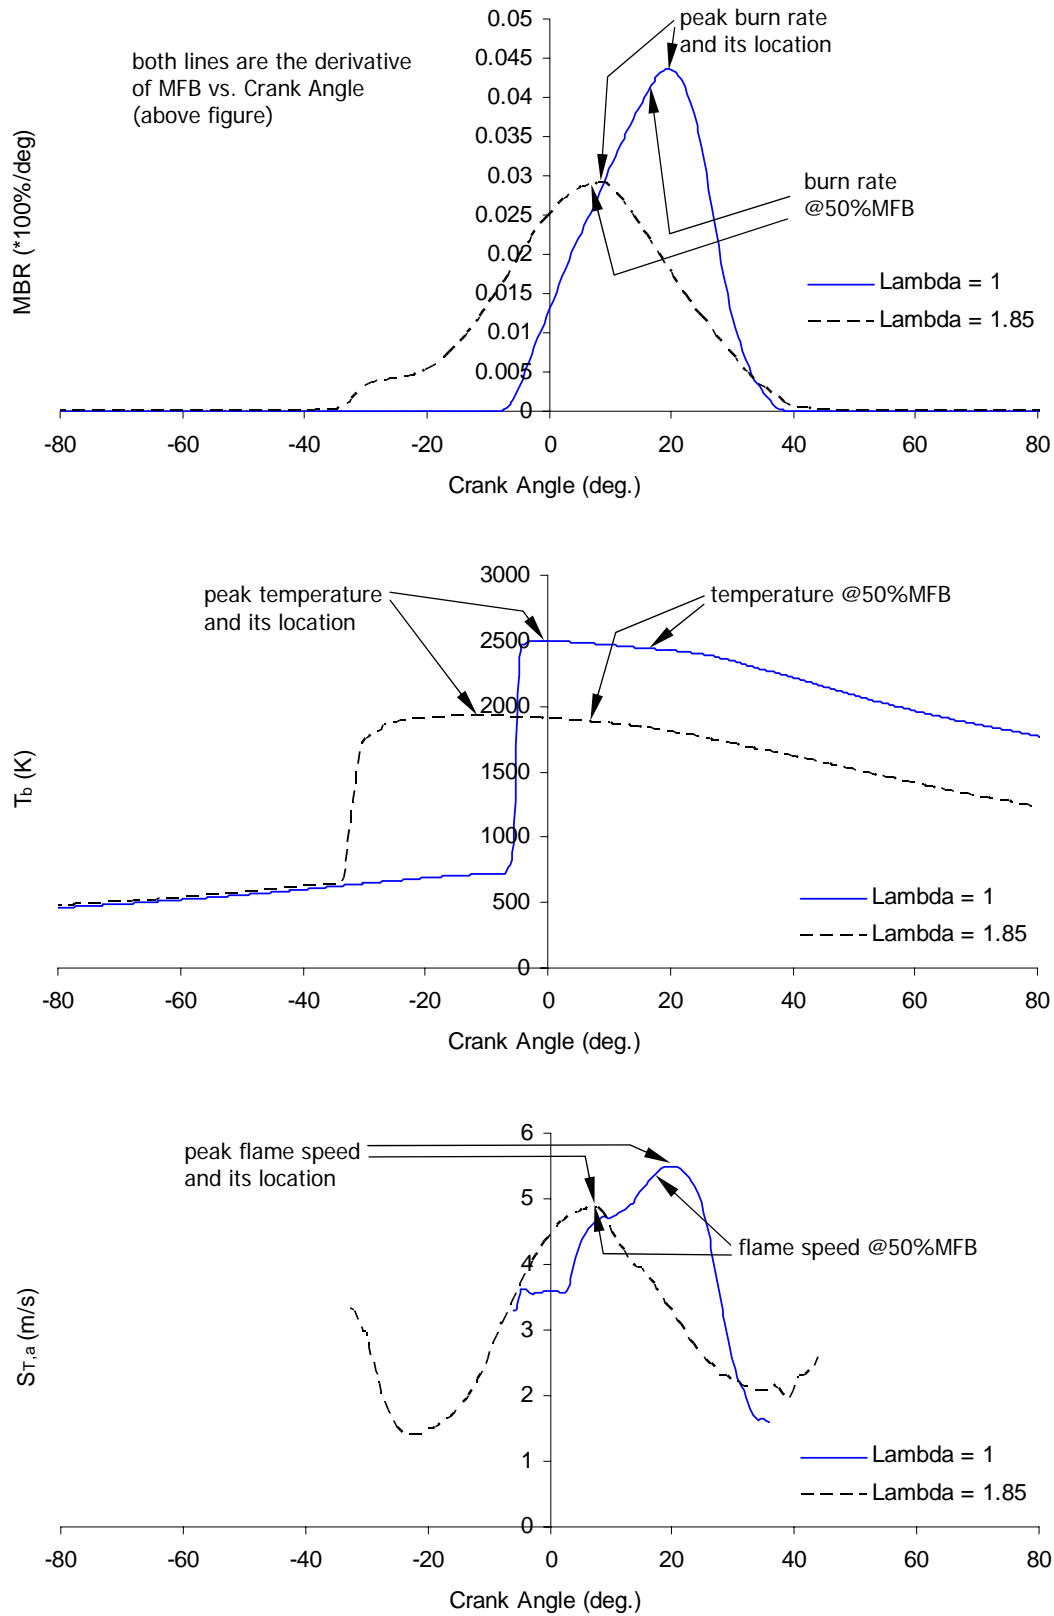 0.05
peak burn rate
and its location
0.045
both lines are the derivative
of MFB vs. Crank Angle
(above figure)
0.04
0.035
0.03
burn rate
@50%MFB
0.025
0.02
0.015
0.01
0.005
0
MBR (*100%/deg)
Lambda = 1
Lambda = 1.85
-80 -60 -40 -20 0 20 40 60 80
Crank Angle (deg.)
3000
peak temperature
and its location
temperature @50%MFB
2500
2000
1500
1000
500
0
Tb (K)
Lambda = 1
Lambda = 1.85
-80 -60 -40 -20 0 20 40 60 80
Crank Angle (deg.)
6
peak flame speed
and its location
5
flame speed @50%MFB
4
3
2
1
0
ST,a (m/s)
Lambda = 1
Lambda = 1.85
-80 -60 -40 -20 0 20 40 60 80
Crank Angle (deg.)